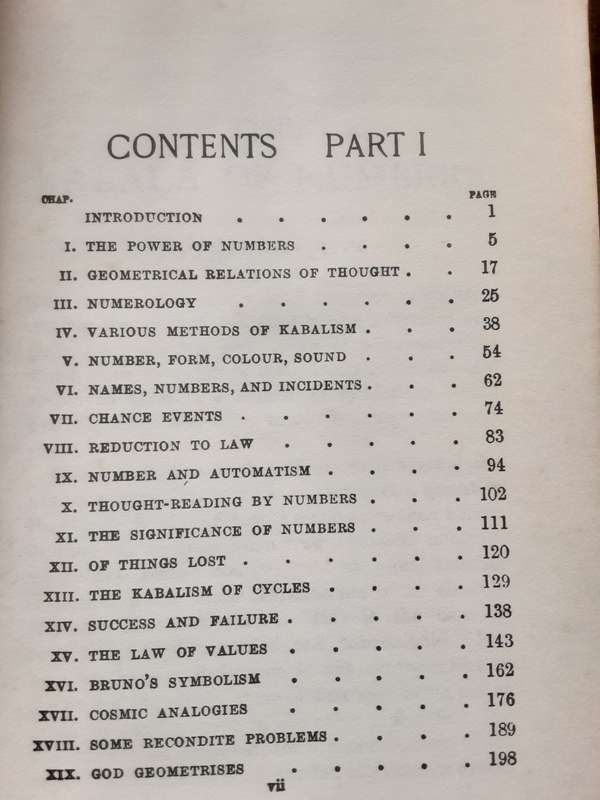 CONTENTS PART I
CHAP. PAGE
INTRODUCTION . . . . . . 1
I. THE POWER OF NUMBERS . . . . 5
II. GEOMETRICAL RELATIONS OF THOUGHT . . 17
III. NUMEROLOGY . . . . . . 25
IV. VARIOUS METHODS OF KABALISM . . . 38
V. NUMBER, FORM, COLOUR, SOUND . . . 54
VI. NAMES, NUMBERS, AND INCIDENTS . . . 62
VII. CHANCE EVENTS . . . . . . 74
VIII. REDUCTION TO LAW . . . . . 83
IX. NUMBER AND AUTOMATISM . . . . 94
X. THOUGHT-READING BY NUMBERS . . . 102
XI. THE SIGNIFICANCE OF NUMBERS . . . 111
XII. OF THINGS LOST . . . . . . 120
XIII. THE KABALISM OF CYCLES . . . . 129
XIV. SUCCESS AND FAILURE . . . . . 138
XV. THE LAW OF VALUES . . . . . 143
XVI. BRUNO'S SYMBOLISM . . . . . 162
XVII. COSMIC ANALOGIES . . . . . 176
XVIII. SOME RECONDITE PROBLEMS . . . . 189
XIX. GOD GEOMETRISES . . . . . 198
vii